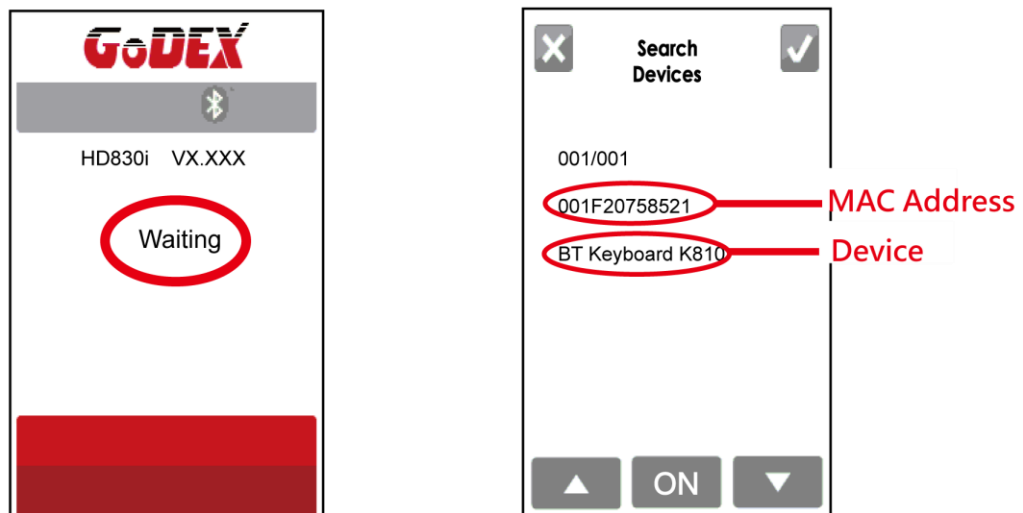 GoDEX
HD830i VX.XXX
Waiting
Search
Devices
001/001
001F20758521
MAC Address
BT Keyboard K810
Device
ON